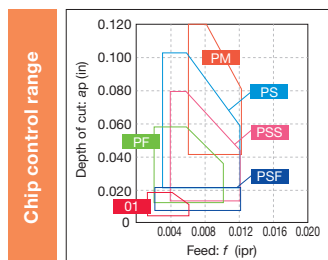 Chip control range
Depth of cut: ap (in)
0.120
0.100
0.080
0.060
0.040
0.020
0
PM
PS
PSS
PF
PSF
01
0.004 0.008 0.012 0.016 0.020
Feed: f (ipr)